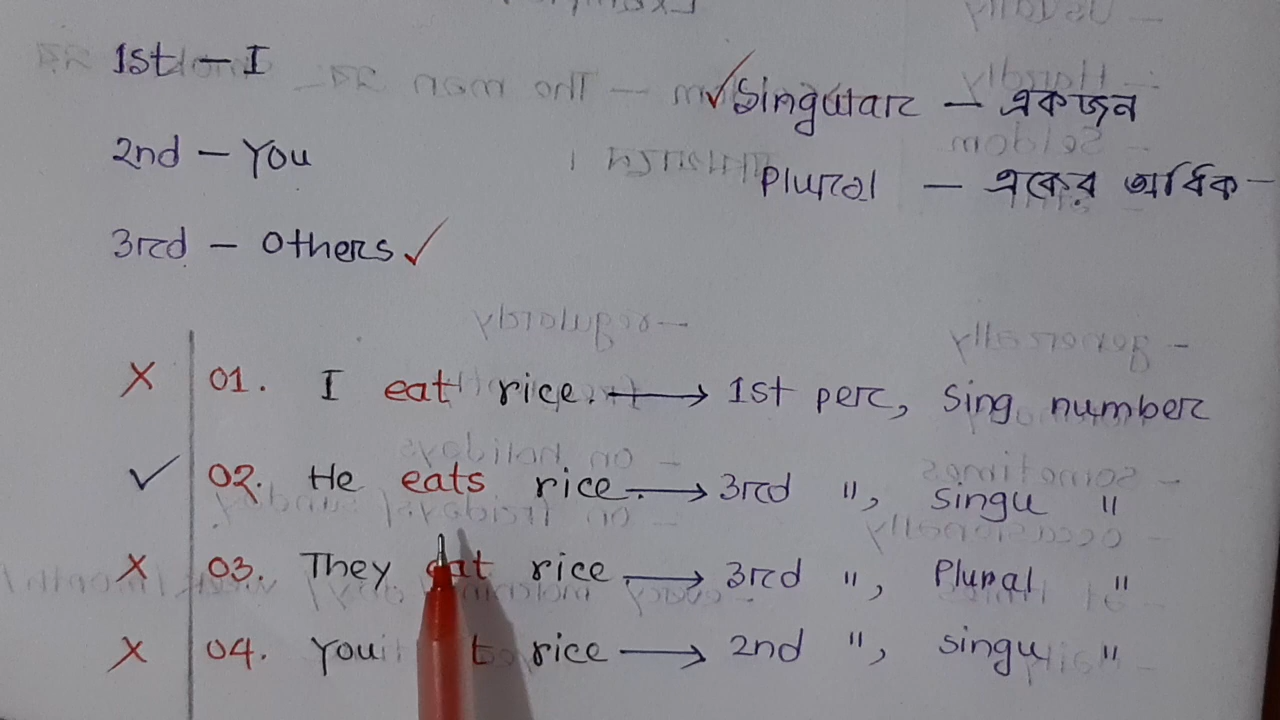 1st – I
2nd – You
3rd – Others ✓
✓ Singular – একজন
Plural – একের অধিক –
X 01. I eat rice. → 1st per, Sing number
✓ 02. He eats rice. → 3rd ", singu "
X 03. They eat rice → 3rd ", Plural "
X 04. You rice → 2nd ", singu "